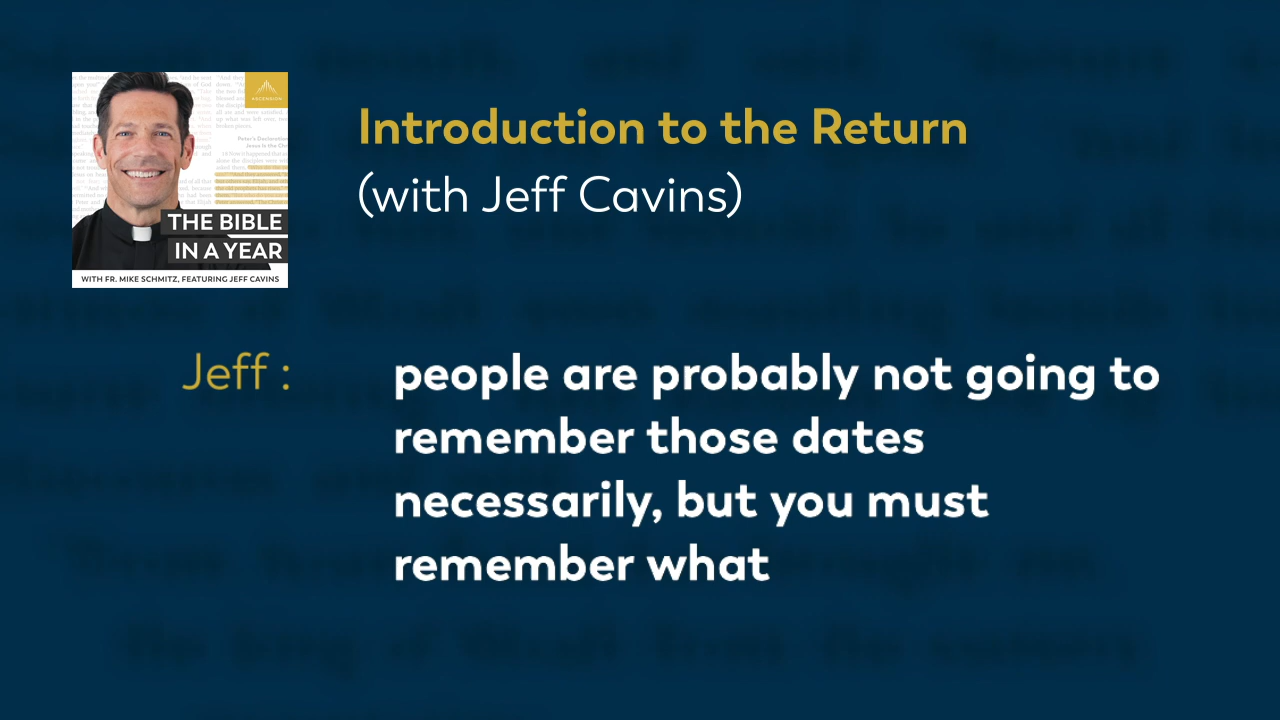 ASCENSION
THE BIBLE
IN A YEAR
WITH FR. MIKE SCHMITZ, FEATURING JEFF CAVINS
Introduction to the Return
(with Jeff Cavins)
Jeff :
people are probably not going to
remember those dates
necessarily, but you must
remember what